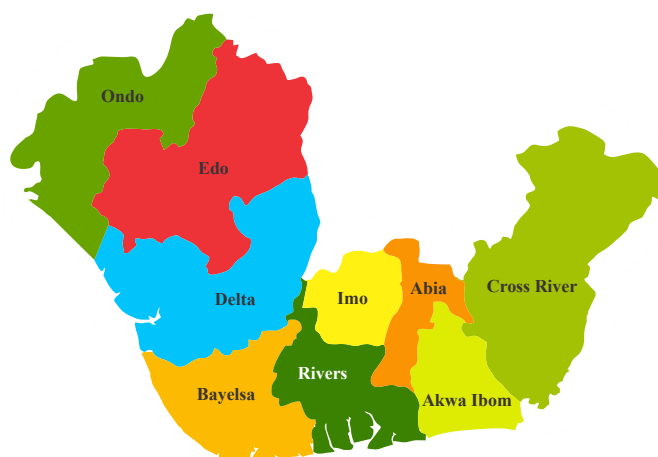 Ondo
Edo
Delta
Imo
Abia
Cross River
Rivers
Bayelsa
Akwa Ibom